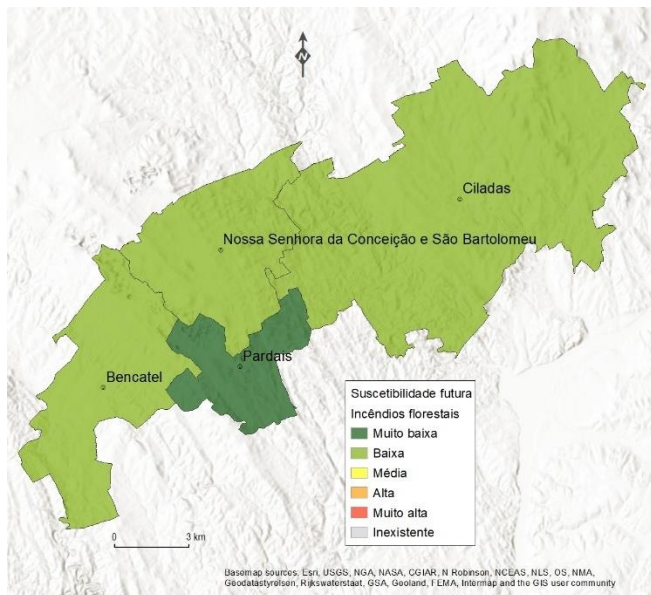 N
Ciladas
Nossa Senhora da Conceição e São Bartolomeu
Pardais
Bencatel
Suscetibilidade futura
Incêndios florestais
Muito baixa
Baixa
Média
Alta
Muito alta
Inexistente
0 3 km
Basemap sources: Esri, USGS, NGA, NASA, CGIAR, N Robinson, NCEAS, NLS, OS, NMA,
Geodatastyrelsen, Rijkswaterstaat, GSA, Geoland, FEMA, Intermap and the GIS user community